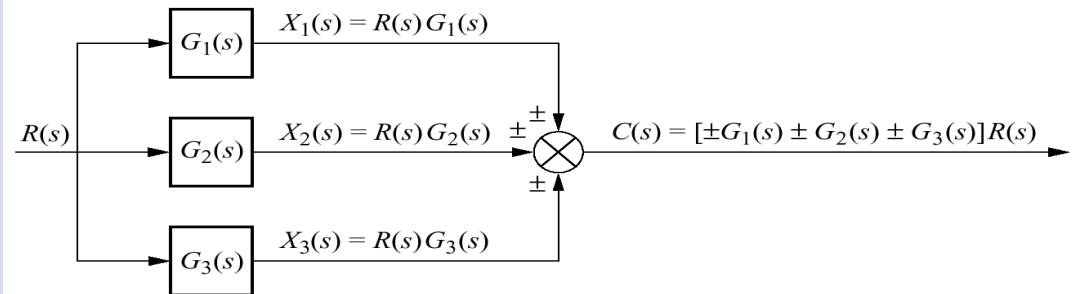 X₁(s) = R(s)G₁(s)
G₁(s)
±
R(s)
X₂(s) = R(s)G₂(s)
±
C(s) = [±G₁(s) ± G₂(s) ± G₃(s)]R(s)
G₂(s)
±
X₃(s) = R(s)G₃(s)
G₃(s)